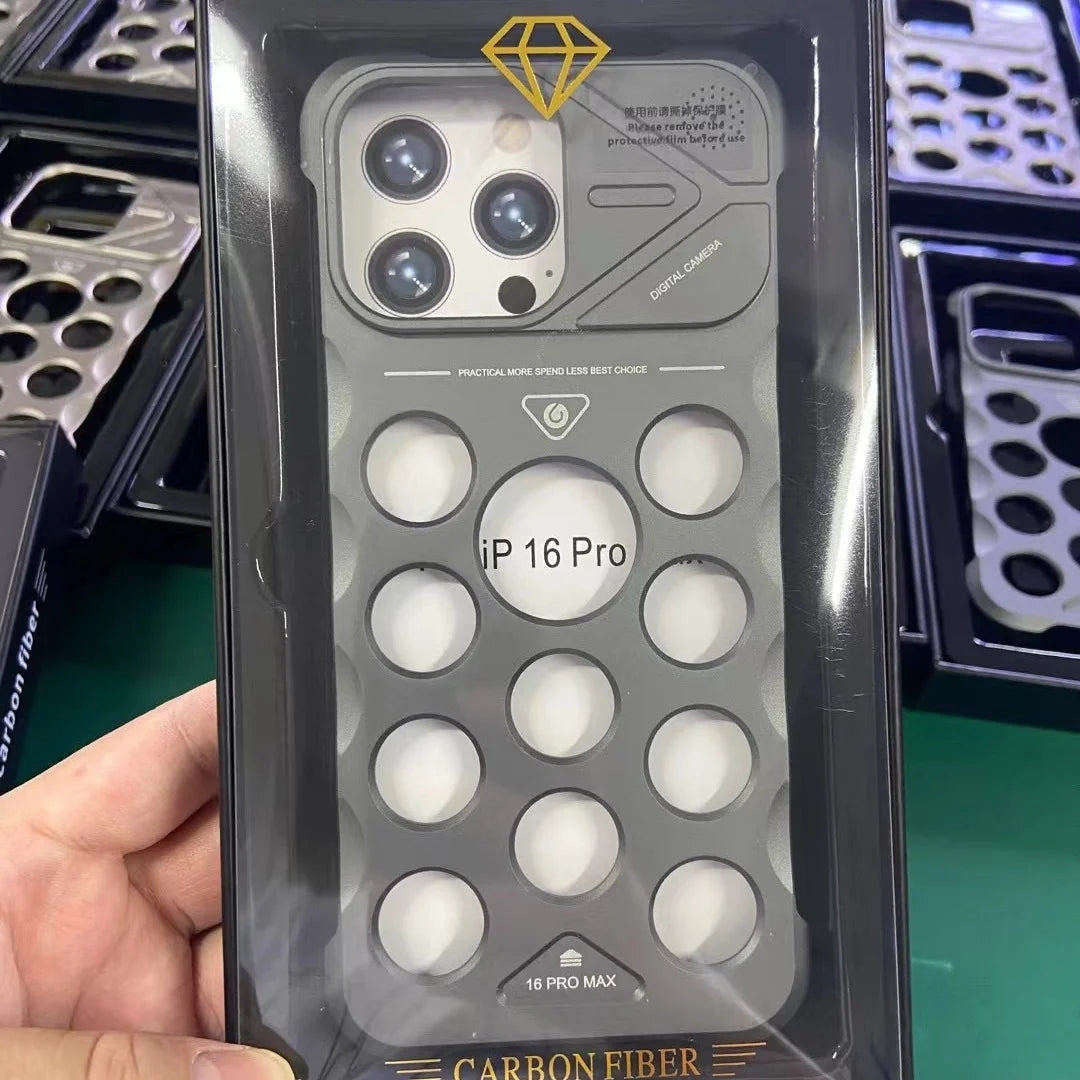 使用前请撕掉保护膜
Please remove the
protective film before use
DIGITAL CAMERA
PRACTICAL MORE SPEND LESS BEST CHOICE
iP 16 Pro
16 PRO MAX
CARBON FIBER
carbon fiber